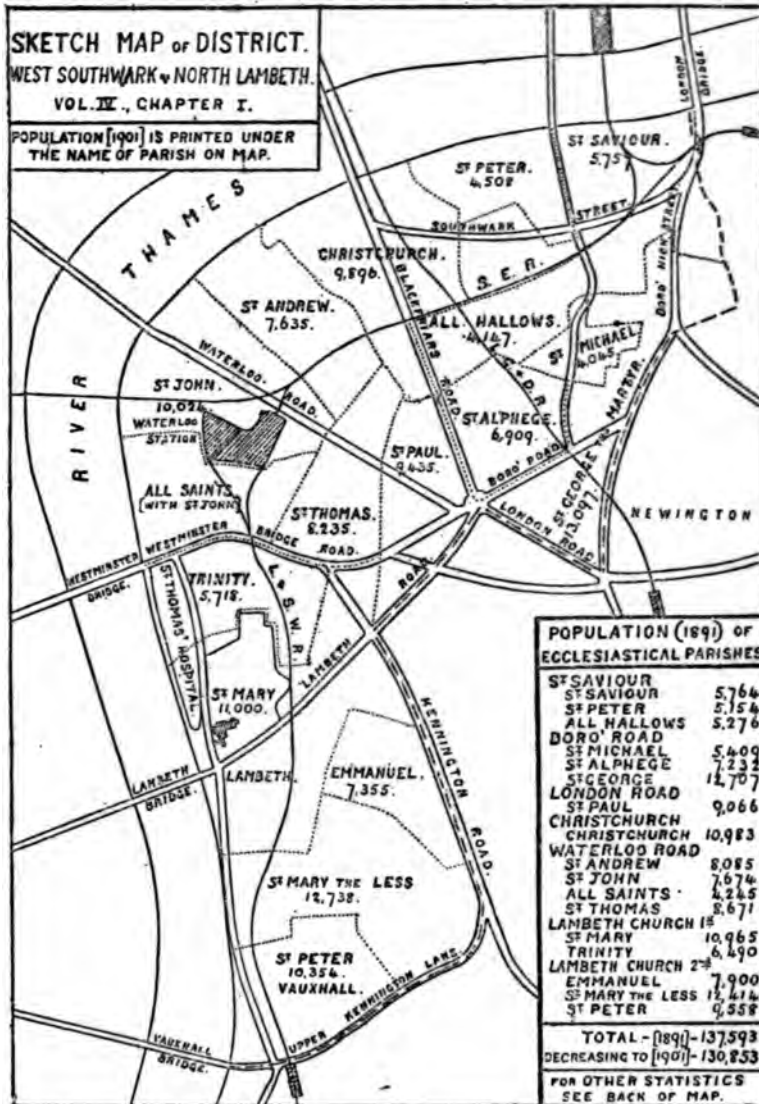 SKETCH MAP OF DISTRICT.
WEST SOUTHWARK & NORTH LAMBETH.
VOL. IV., CHAPTER I.
POPULATION [1901] IS PRINTED UNDER
THE NAME OF PARISH ON MAP.
LONDON
BRIDGE.
RIVER THAMES
ST SAVIOUR.
5,757
ST PETER.
4,508
SOUTHWARK STREET.
BORO' HIGH STREET
CHRISTCHURCH.
9,896.
BLACKFRIARS ROAD.
S. E. R.
ST ANDREW.
7,635.
ALL HALLOWS.
4,147.
ST MICHAEL.
4,045.
L. C. & D. R.
WATERLOO ROAD.
ST JOHN.
10,024
WATERLOO
STATION
ST ALPHEGE.
6,909.
ST PAUL.
9,435.
BORO' ROAD
ST GEORGE THE MARTYR.
13,097.
ALL SAINTS
(WITH ST JOHN)
ST THOMAS.
8,235.
LONDON ROAD
NEWINGTON
WESTMINSTER
BRIDGE.
WESTMINSTER BRIDGE
ROAD.
ST THOMAS' HOSPITAL.
TRINITY.
5,718.
L. & S. W. R.
LAMBETH ROAD.
ST MARY
11,000.
LAMBETH
BRIDGE.
LAMBETH.
EMMANUEL.
7,355.
KENNINGTON ROAD.
ST MARY THE LESS
12,738.
ST PETER
10,354.
VAUXHALL.
UPPER KENNINGTON LANE
VAUXHALL
BRIDGE.
POPULATION (1891) OF
ECCLESIASTICAL PARISHES
ST SAVIOUR
ST SAVIOUR 5,764
ST PETER 5,154
ALL HALLOWS 5,276
BORO' ROAD
ST MICHAEL 5,409
ST ALPHEGE 7,232
ST GEORGE 12,707
LONDON ROAD
ST PAUL 9,066
CHRISTCHURCH
CHRISTCHURCH 10,983
WATERLOO ROAD
ST ANDREW 8,085
ST JOHN 7,674
ALL SAINTS 4,245
ST THOMAS 8,671
LAMBETH CHURCH 1st
ST MARY 10,965
TRINITY 6,490
LAMBETH CHURCH 2nd
EMMANUEL 7,900
ST MARY THE LESS 12,414
ST PETER 9,558
TOTAL - [1891] - 137,593
DECREASING TO [1901] - 130,853
FOR OTHER STATISTICS
SEE BACK OF MAP.